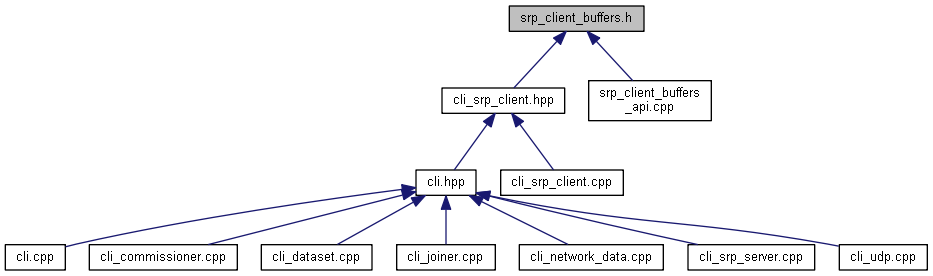 srp_client_buffers.h
cli_srp_client.hpp
srp_client_buffers
_api.cpp
cli.hpp
cli_srp_client.cpp
cli.cpp
cli_commissioner.cpp
cli_dataset.cpp
cli_joiner.cpp
cli_network_data.cpp
cli_srp_server.cpp
cli_udp.cpp